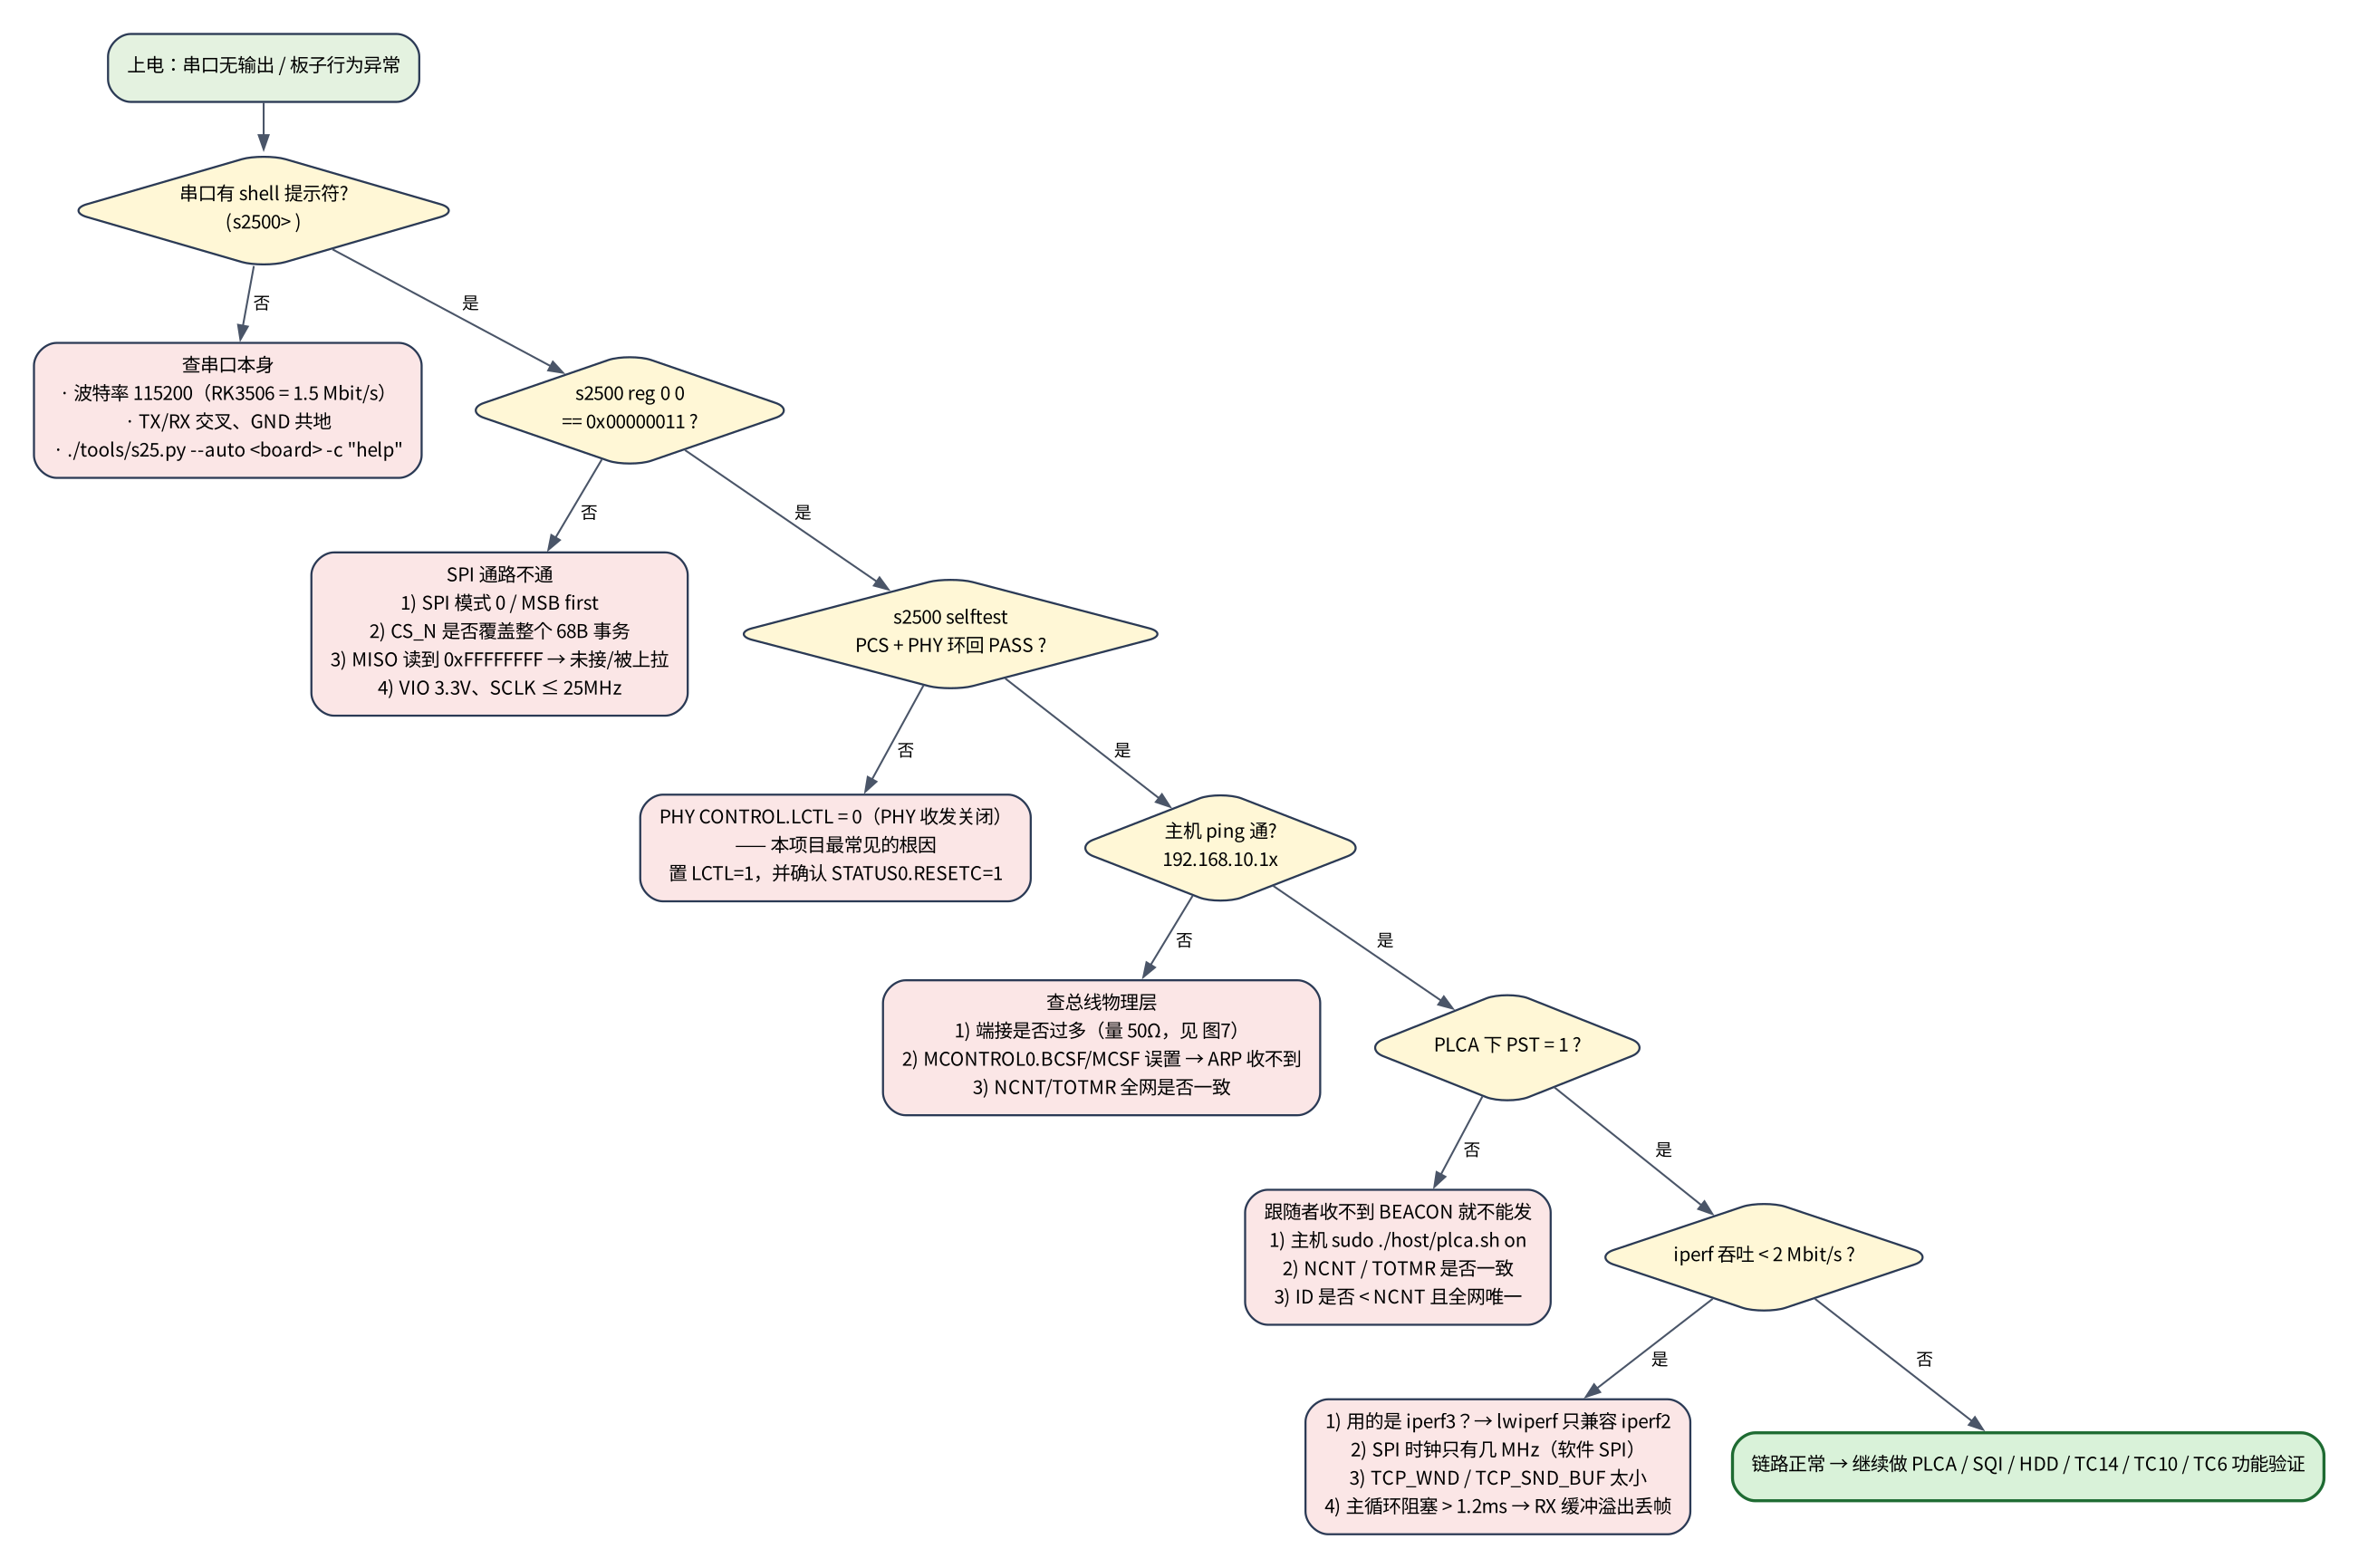 上电：串口无输出 / 板子行为异常
串口有 shell 提示符?
(s2500> )
否
是
查串口本身
· 波特率 115200（RK3506 = 1.5 Mbit/s）
· TX/RX 交叉、GND 共地
· ./tools/s25.py --auto <board> -c "help"
s2500 reg 0 0
== 0x00000011 ?
否
是
SPI 通路不通
1) SPI 模式 0 / MSB first
2) CS_N 是否覆盖整个 68B 事务
3) MISO 读到 0xFFFFFFFF → 未接/被上拉
4) VIO 3.3V、SCLK ≤ 25MHz
s2500 selftest
PCS + PHY 环回 PASS ?
否
是
PHY CONTROL.LCTL = 0（PHY 收发关闭）
—— 本项目最常见的根因
置 LCTL=1，并确认 STATUS0.RESETC=1
主机 ping 通?
192.168.10.1x
否
是
查总线物理层
1) 端接是否过多（量 50Ω，见 图7）
2) MCONTROL0.BCSF/MCSF 误置 → ARP 收不到
3) NCNT/TOTMR 全网是否一致
PLCA 下 PST = 1 ?
否
是
跟随者收不到 BEACON 就不能发
1) 主机 sudo ./host/plca.sh on
2) NCNT / TOTMR 是否一致
3) ID 是否 < NCNT 且全网唯一
iperf 吞吐 < 2 Mbit/s ?
是
否
1) 用的是 iperf3？→ lwiperf 只兼容 iperf2
2) SPI 时钟只有几 MHz（软件 SPI）
3) TCP_WND / TCP_SND_BUF 太小
4) 主循环阻塞 > 1.2ms → RX 缓冲溢出丢帧
链路正常 → 继续做 PLCA / SQI / HDD / TC14 / TC10 / TC6 功能验证